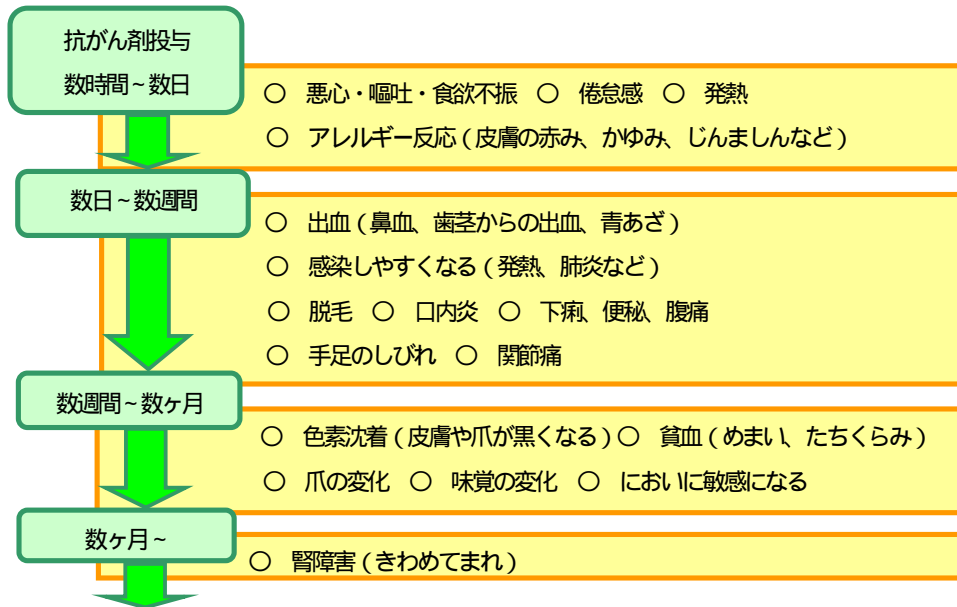 抗がん剤投与
数時間～数日
○ 悪心・嘔吐・食欲不振 ○ 倦怠感 ○ 発熱
○ アレルギー反応（皮膚の赤み、かゆみ、じんましんなど）
数日～数週間
○ 出血（鼻血、歯茎からの出血、青あざ）
○ 感染しやすくなる（発熱、肺炎など）
○ 脱毛 ○ 口内炎 ○ 下痢、便秘、腹痛
○ 手足のしびれ ○ 関節痛
数週間～数ヶ月
○ 色素沈着（皮膚や爪が黒くなる）○ 貧血（めまい、たちくらみ）
○ 爪の変化 ○ 味覚の変化 ○ においに敏感になる
数ヶ月～
○ 腎障害（きわめてまれ）